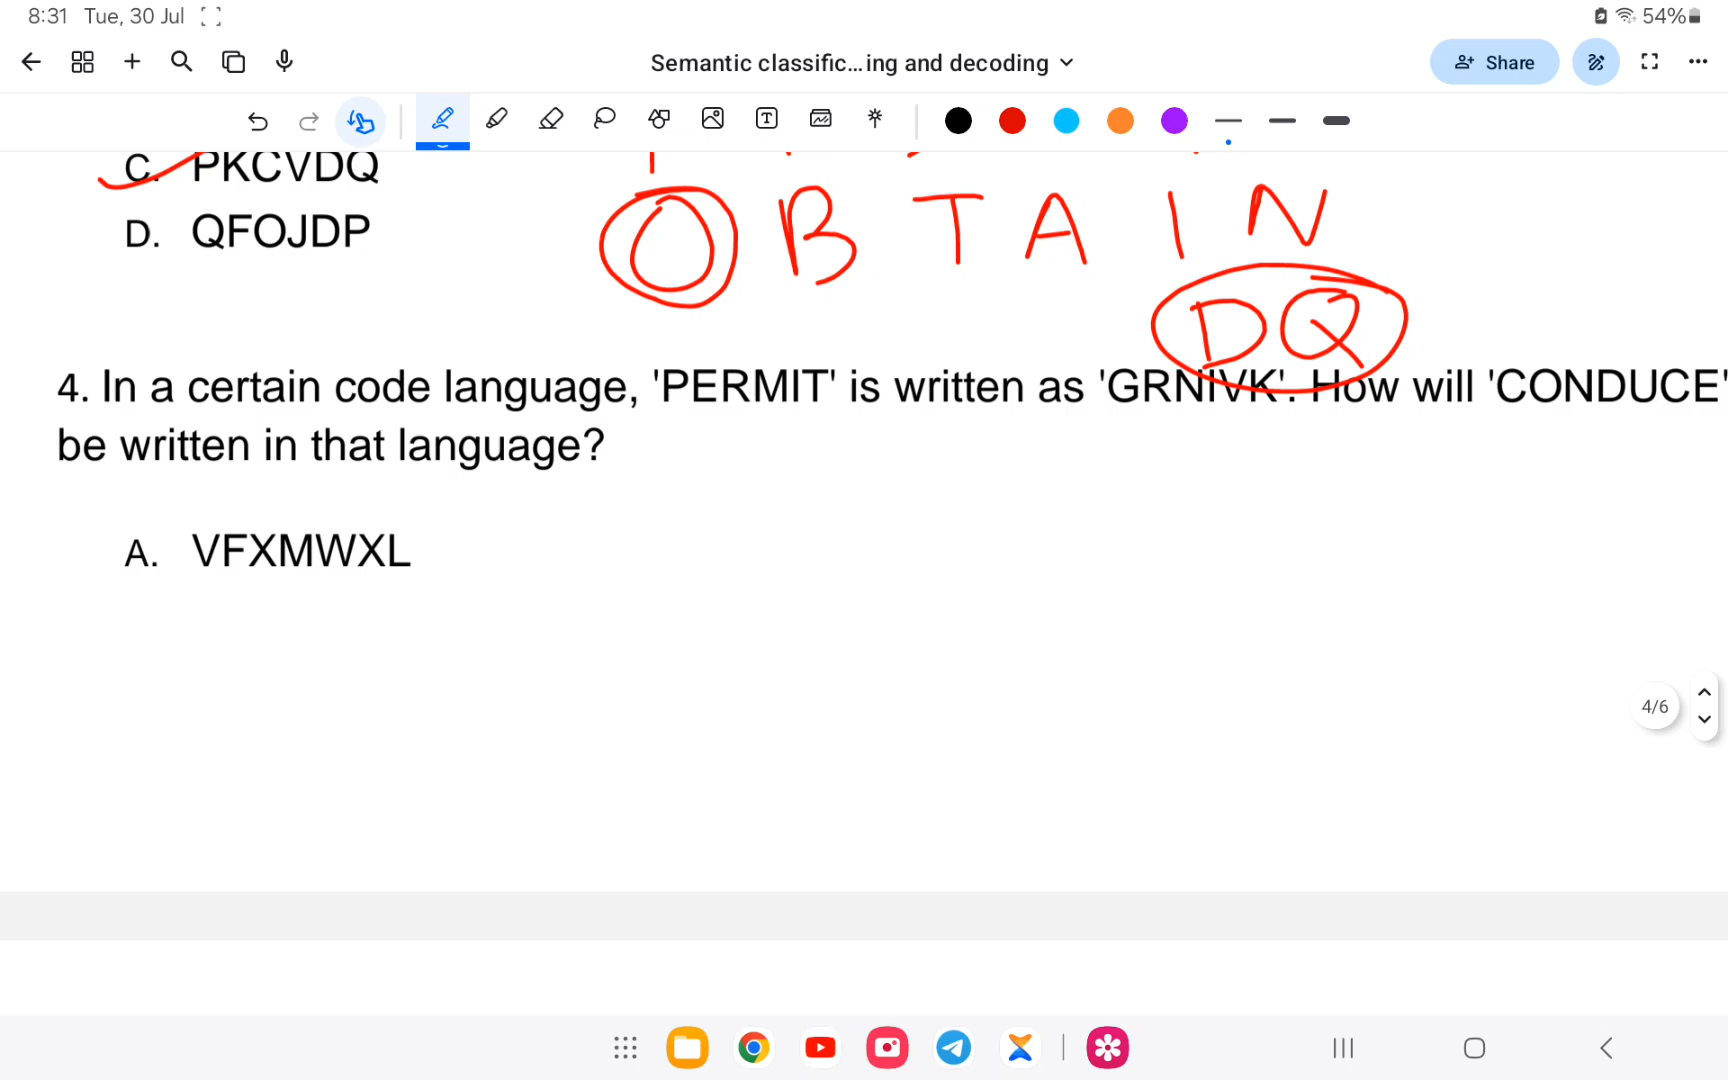 8:31 Tue, 30 Jul 54%
Semantic classific...ing and decoding
Share
C. PKCVDQ
D. QFOJDP
O B T A I N
DQ
4. In a certain code language, 'PERMIT' is written as 'GRNIVK'. How will 'CONDUCE'
be written in that language?
A. VFXMWXL
4/6